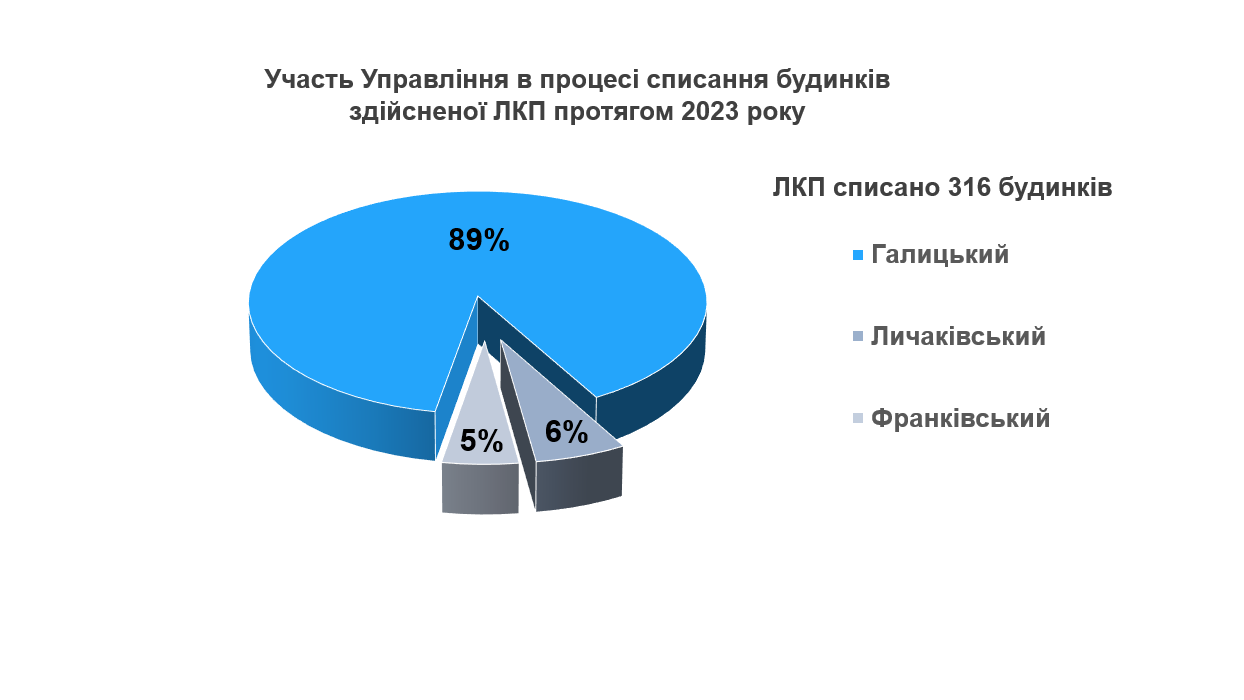 Участь Управління в процесі списання будинків
здійсненої ЛКП протягом 2023 року
ЛКП списано 316 будинків
89%
Галицький
Личаківський
Франківський
5%
6%